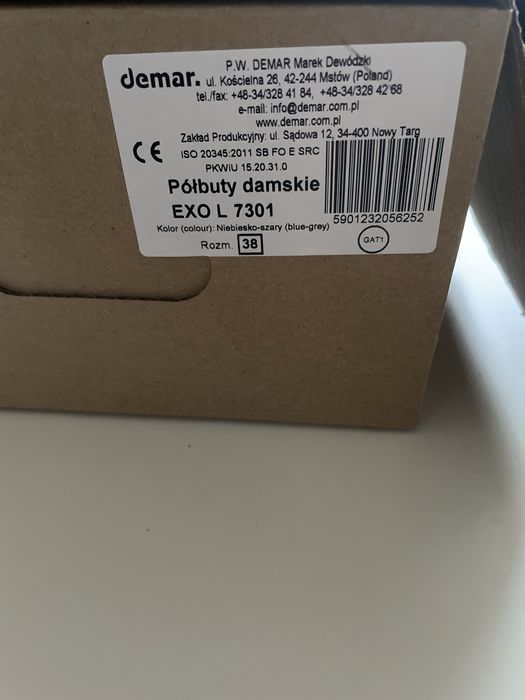 demar.
P.W. DEMAR Marek Dewódzki
ul. Kościelna 26, 42-244 Mstów (Poland)
tel./fax: +48-34/328 41 84, +48-34/328 42 68
e-mail: info@demar.com.pl
www.demar.com.pl
Zakład Produkcyjny: ul. Sądowa 12, 34-400 Nowy Targ
CE ISO 20345:2011 SB FO E SRC
PKWiU 15.20.31.0
Półbuty damskie
EXO L 7301
5901232056252
Kolor (colour): Niebiesko-szary (blue-grey)
Rozm. 38
GAT1